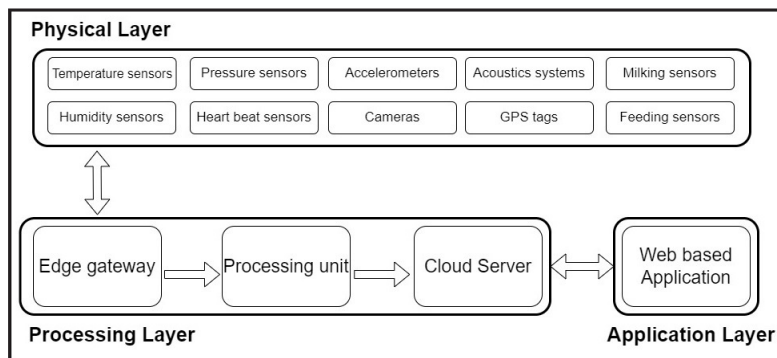 Physical Layer
Temperature sensors
Pressure sensors
Accelerometers
Acoustics systems
Milking sensors
Humidity sensors
Heart beat sensors
Cameras
GPS tags
Feeding sensors
Edge gateway
Processing unit
Cloud Server
Web based
Application
Processing Layer
Application Layer